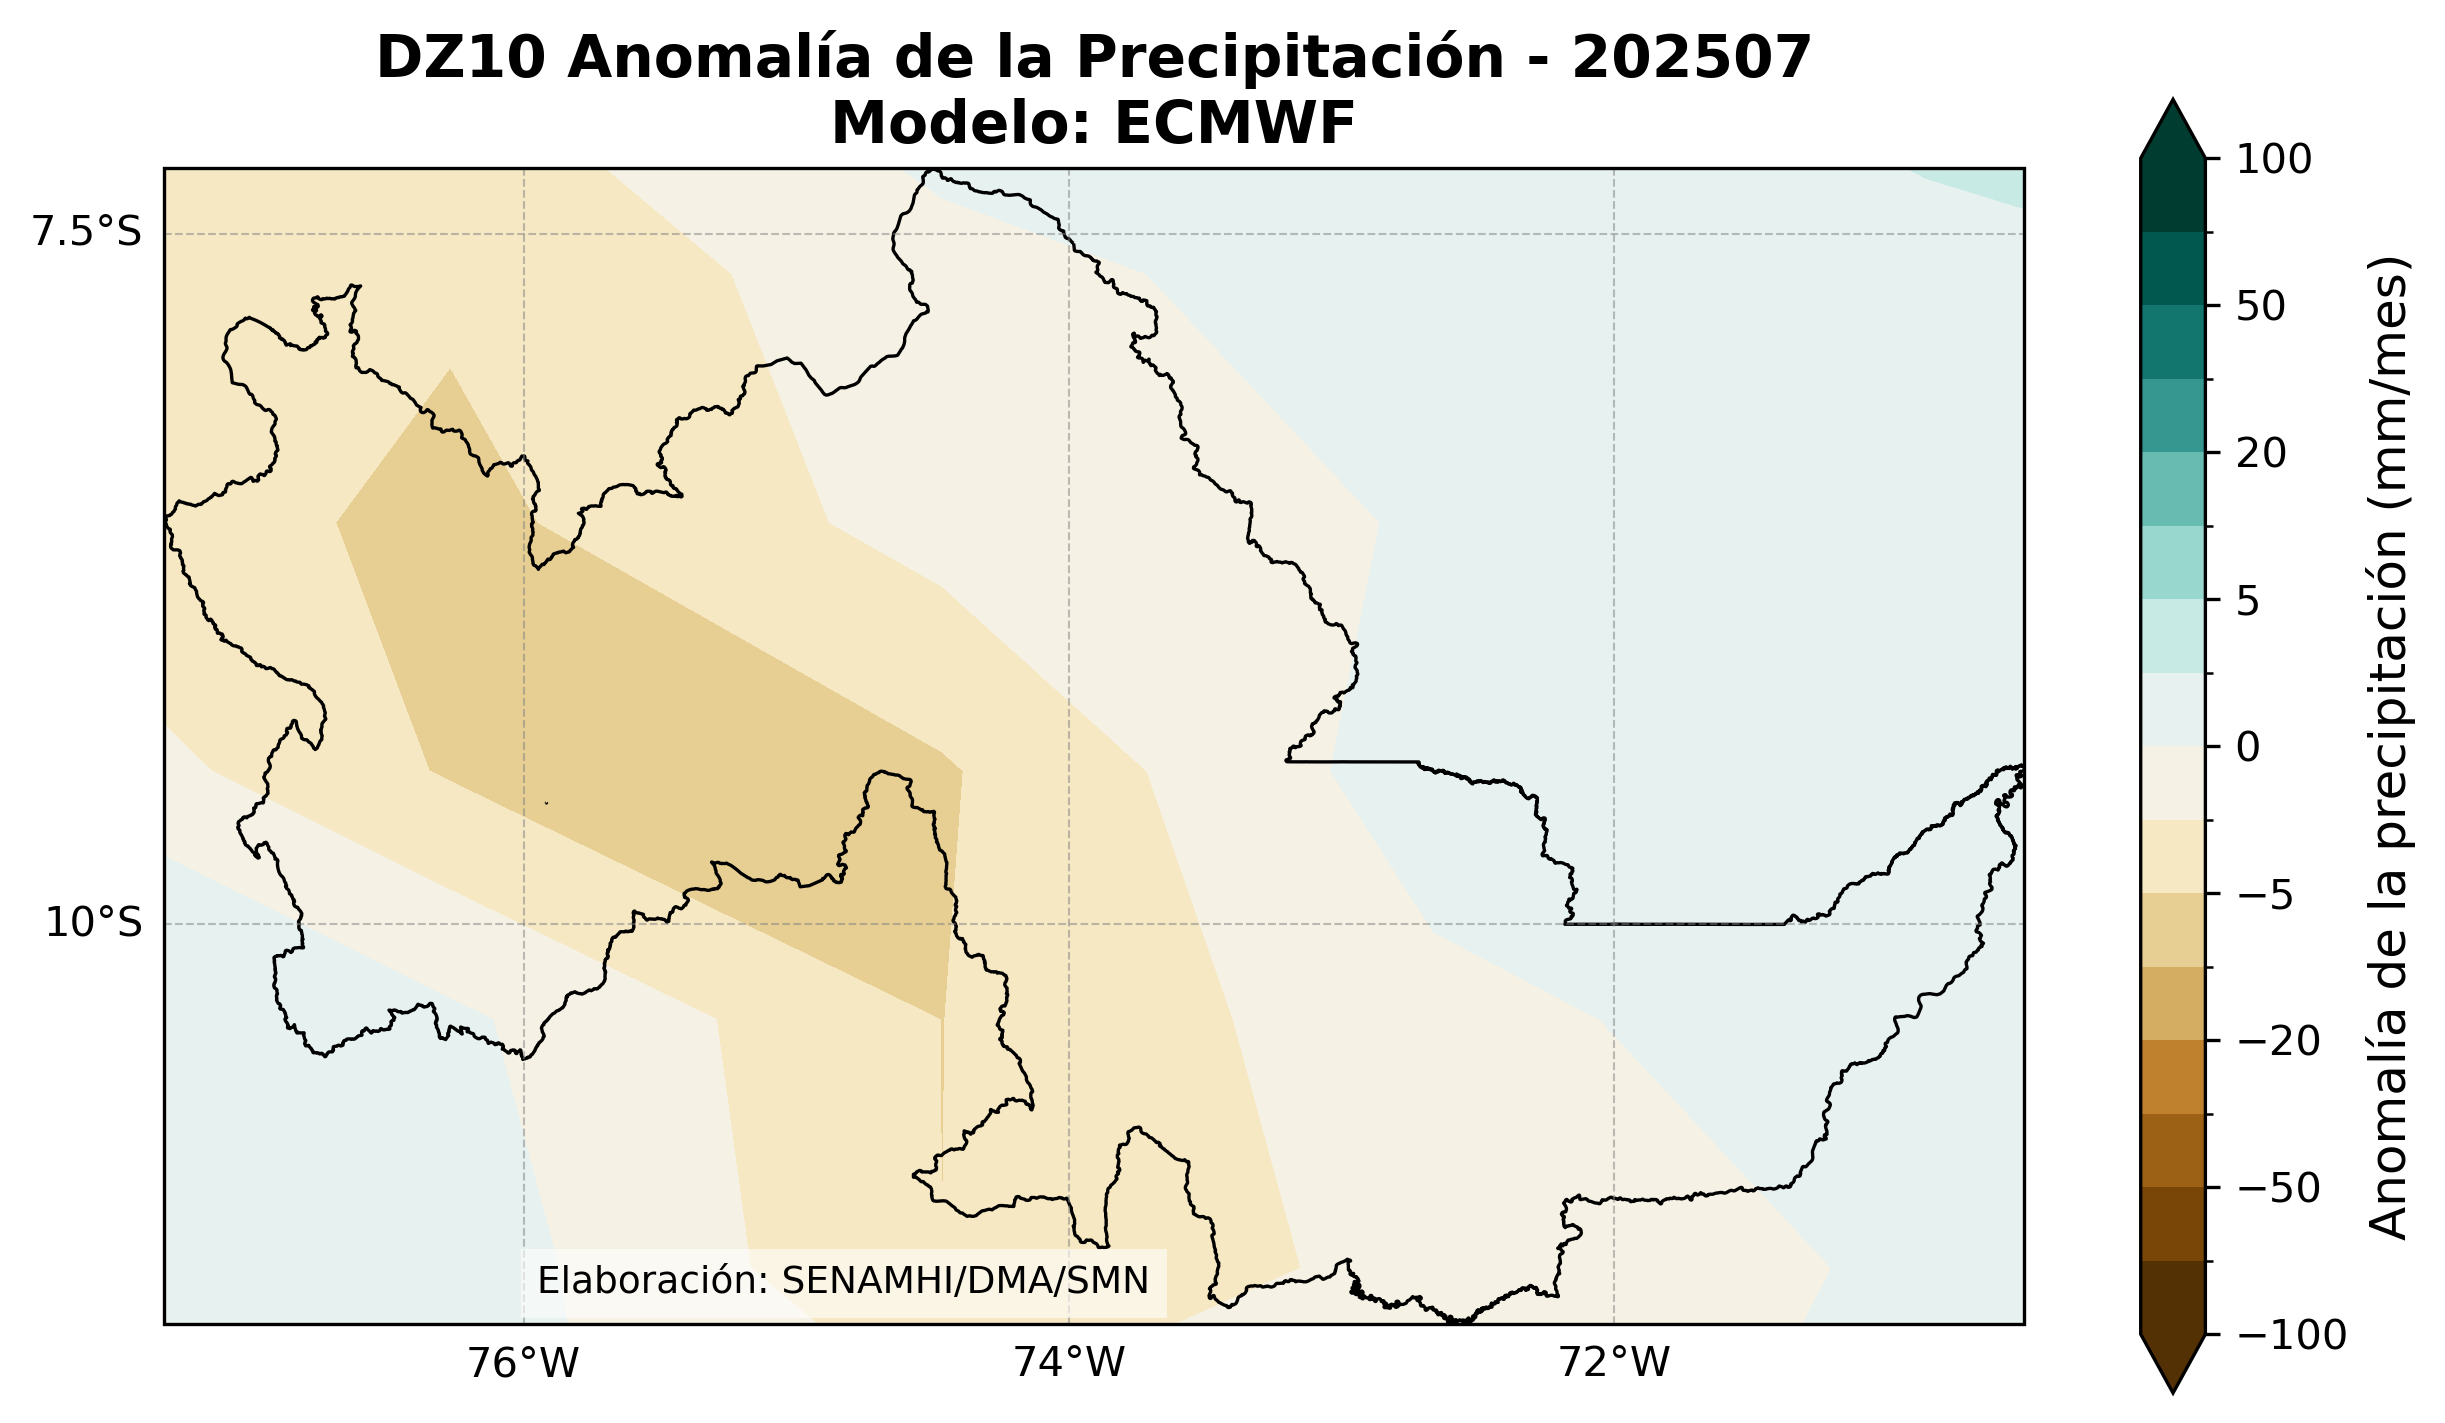 DZ10 Anomalía de la Precipitación - 202507
Modelo: ECMWF
7.5°S
10°S
76°W
74°W
72°W
Elaboración: SENAMHI/DMA/SMN
100
50
20
5
0
−5
−20
−50
−100
Anomalía de la precipitación (mm/mes)